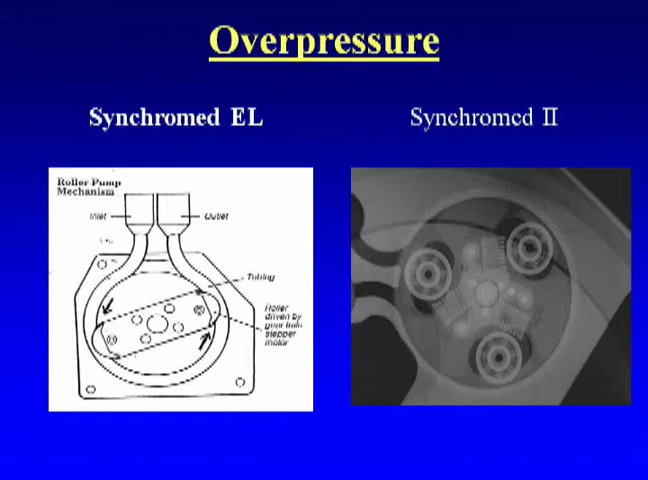 Overpressure
Synchromed EL
Synchromed II
Roller Pump
Mechanism
Inlet
Outlet
Tubing
Roller
driven by
gear train
stepper
motor